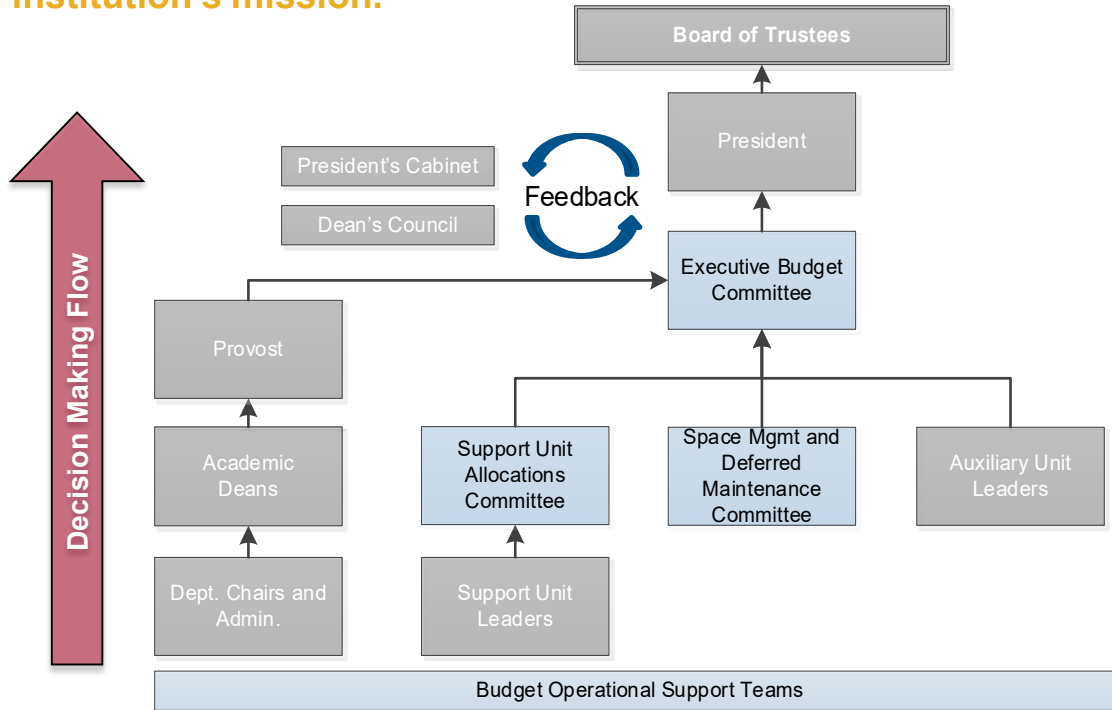 institution's mission.
Board of Trustees
President
President's Cabinet
Dean's Council
Feedback
Executive Budget
Committee
Decision Making Flow
Provost
Academic
Deans
Support Unit
Allocations
Committee
Space Mgmt and
Deferred
Maintenance
Committee
Auxiliary Unit
Leaders
Dept. Chairs and
Admin.
Support Unit
Leaders
Budget Operational Support Teams